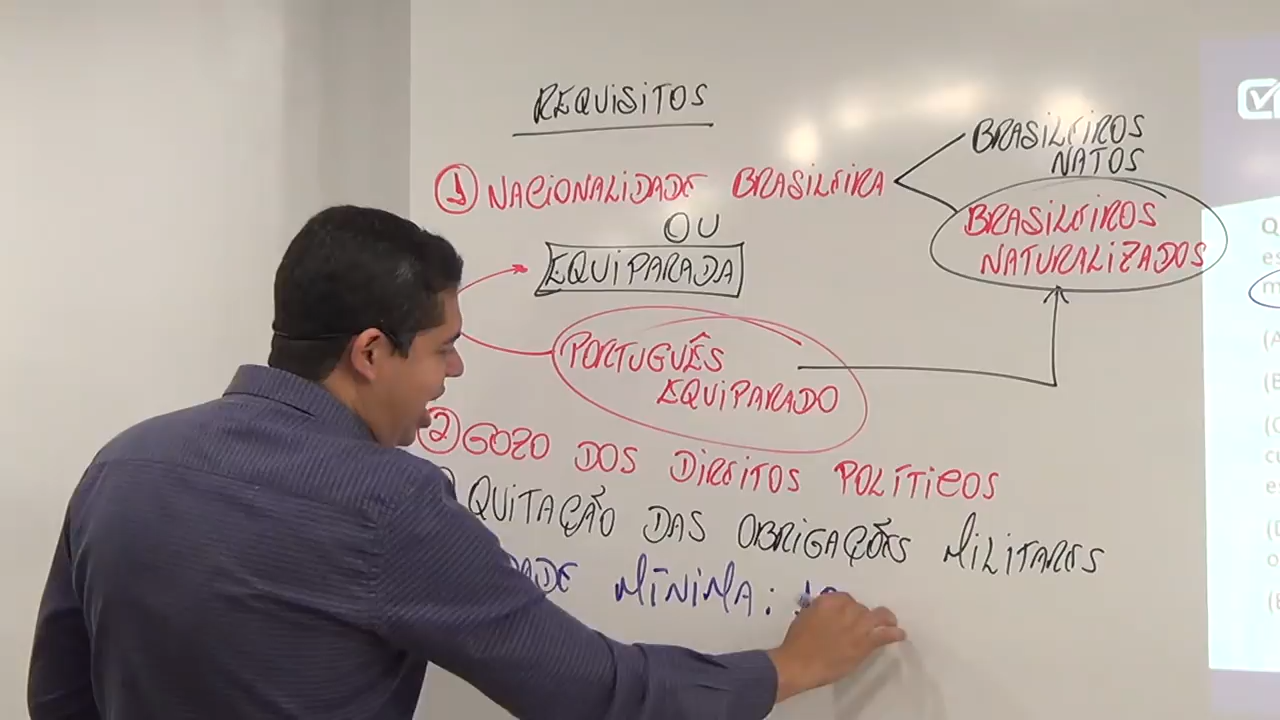 REQUISITOS
1 NACIONALIDADE BRASILEIRA
BRASILEIROS
NATOS
BRASILEIROS
NATURALIZADOS
OU
EQUIPARADA
PORTUGUÊS
EQUIPARADO
2 GOZO DOS DIREITOS POLÍTICOS
QUITAÇÃO DAS OBRIGAÇÕES MILITARES
MÍNIMA: